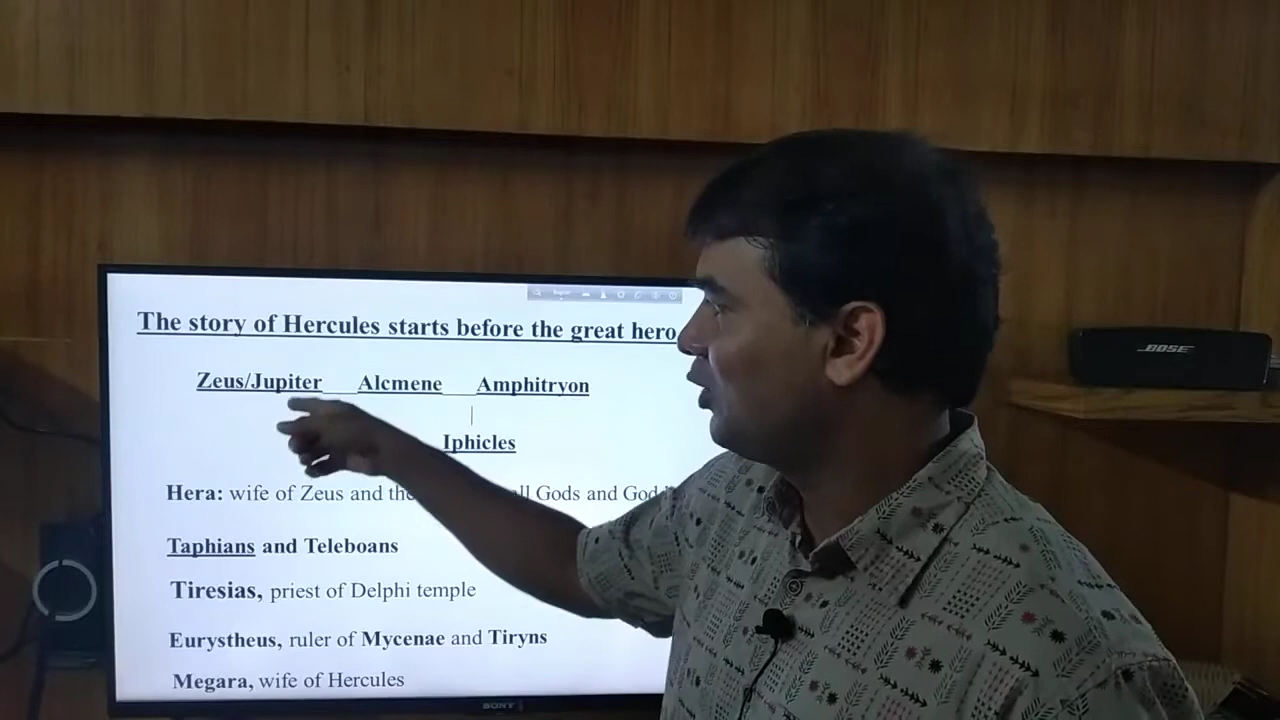 The story of Hercules starts before the great hero
Zeus/Jupiter Alcmene Amphitryon
Iphicles
Hera: wife of Zeus and the all Gods and God
Taphians and Teleboans
Tiresias, priest of Delphi temple
Eurystheus, ruler of Mycenae and Tiryns
Megara, wife of Hercules
SONY
BOSE